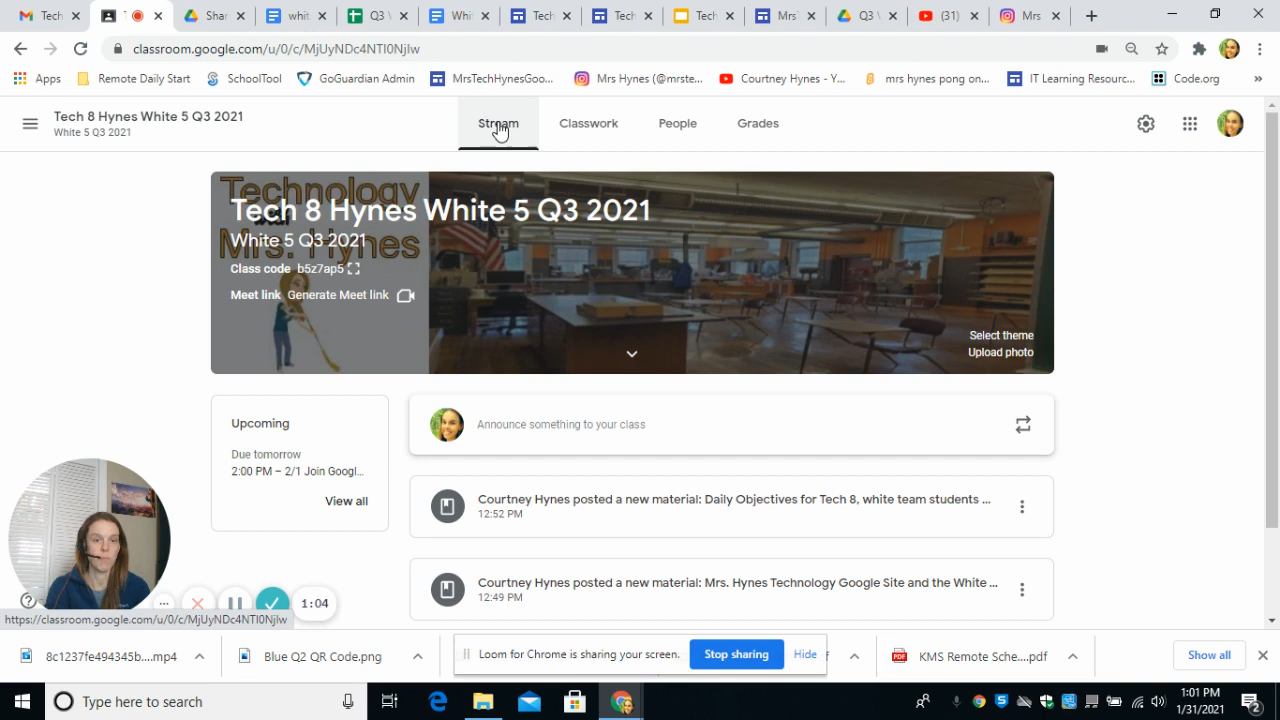 Tech
Shar
whit
Q3 \
Whi
Tech
Tech
Tech
Mrs'
Q3
(31)
Mrs
classroom.google.com/u/0/c/MjUyNDc4NTI0NjIw
Apps
Remote Daily Start
SchoolTool
GoGuardian Admin
MrsTechHynesGoo...
Mrs Hynes (@mrste...
Courtney Hynes - Y...
mrs hynes pong on...
IT Learning Resourc...
Code.org
»
Tech 8 Hynes White 5 Q3 2021
White 5 Q3 2021
Stream
Classwork
People
Grades
Technology
with
Mrs. Hynes
Tech 8 Hynes White 5 Q3 2021
White 5 Q3 2021
Class code b5z7ap5
Meet link Generate Meet link
Select theme
Upload photo
Upcoming
Due tomorrow
2:00 PM – 2/1 Join Googl...
View all
Announce something to your class
Courtney Hynes posted a new material: Daily Objectives for Tech 8, white team students ...
12:52 PM
Courtney Hynes posted a new material: Mrs. Hynes Technology Google Site and the White ...
12:49 PM
1:04
https://classroom.google.com/u/0/c/MjUyNDc4NTI0NjIw
8c1237fe494345b....mp4
Blue Q2 QR Code.png
Loom for Chrome is sharing your screen.
Stop sharing
Hide
KMS Remote Sche....pdf
Show all
Type here to search
1:01 PM
1/31/2021
2